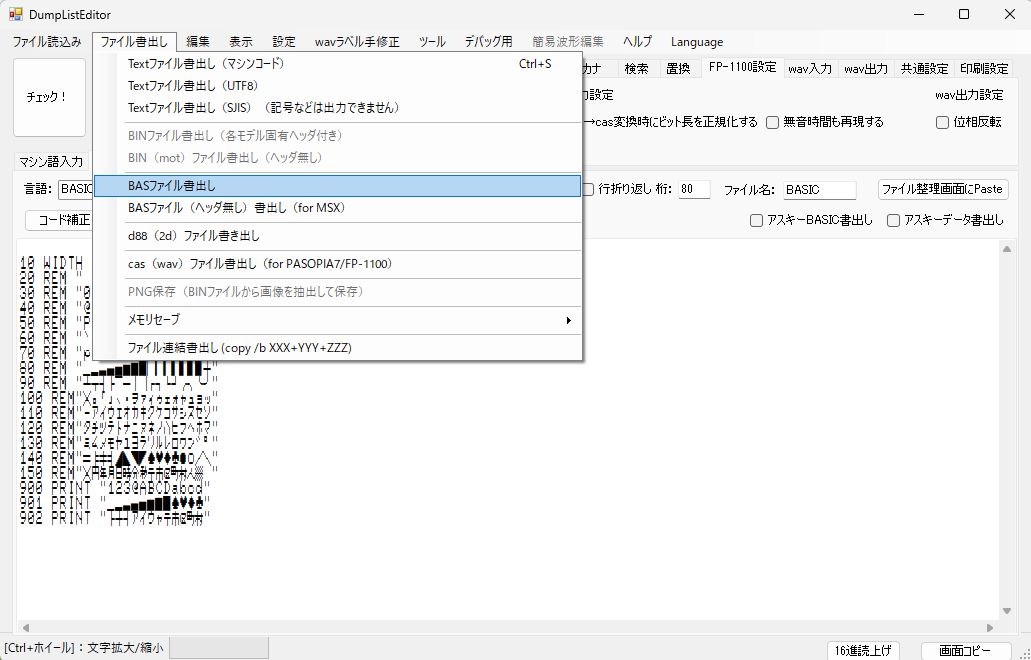 DumpListEditor
ファイル読込み ファイル書出し 編集 表示 設定 wavラベル手修正 ツール デバッグ用 簡易波形編集 ヘルプ Language
チェック！
Textファイル書出し（マシンコード） Ctrl+S
Textファイル書出し（UTF8）
Textファイル書出し（SJIS）（記号などは出力できません）
BINファイル書出し（各モデル固有ヘッダ付き）
BIN（mot）ファイル書出し（ヘッダ無し）
BASファイル書出し
BASファイル（ヘッダ無し）書出し（for MSX）
d88（2d）ファイル書き出し
cas（wav）ファイル書出し（for PASOPIA7/FP-1100）
PNG保存（BINファイルから画像を抽出して保存）
メモリセーブ
ファイル連結書出し(copy /b XXX+YYY+ZZZ)
カナ 検索 置換 FP-1100設定 wav入力 wav出力 共通設定 印刷設定
設定 wav出力設定
→cas変換時にビット長を正規化する 無音時間も再現する 位相反転
マシン語入力
言語: BASIC 行折り返し 桁: 80 ファイル名: BASIC ファイル整理画面にPaste
コード補正 アスキーBASIC書出し アスキーデータ書出し
10 WIDTH
20 REM "
30 REM "0
40 REM "@
50 REM "P
60 REM "`
70 REM "p
80 REM "
90 REM "
100 REM
110 REM"-アイウエオカキクケコサシスセソ"
120 REM"タチツテトナニヌネノハヒフヘホマ"
130 REM"ミムメモヤユヨラリルレロワン゛゜"
140 REM
150 REM
900 PRINT "123@ABCDabcd"
901 PRINT
902 PRINT
[Ctrl+ホイール]：文字拡大/縮小 16進読上げ 画面コピー